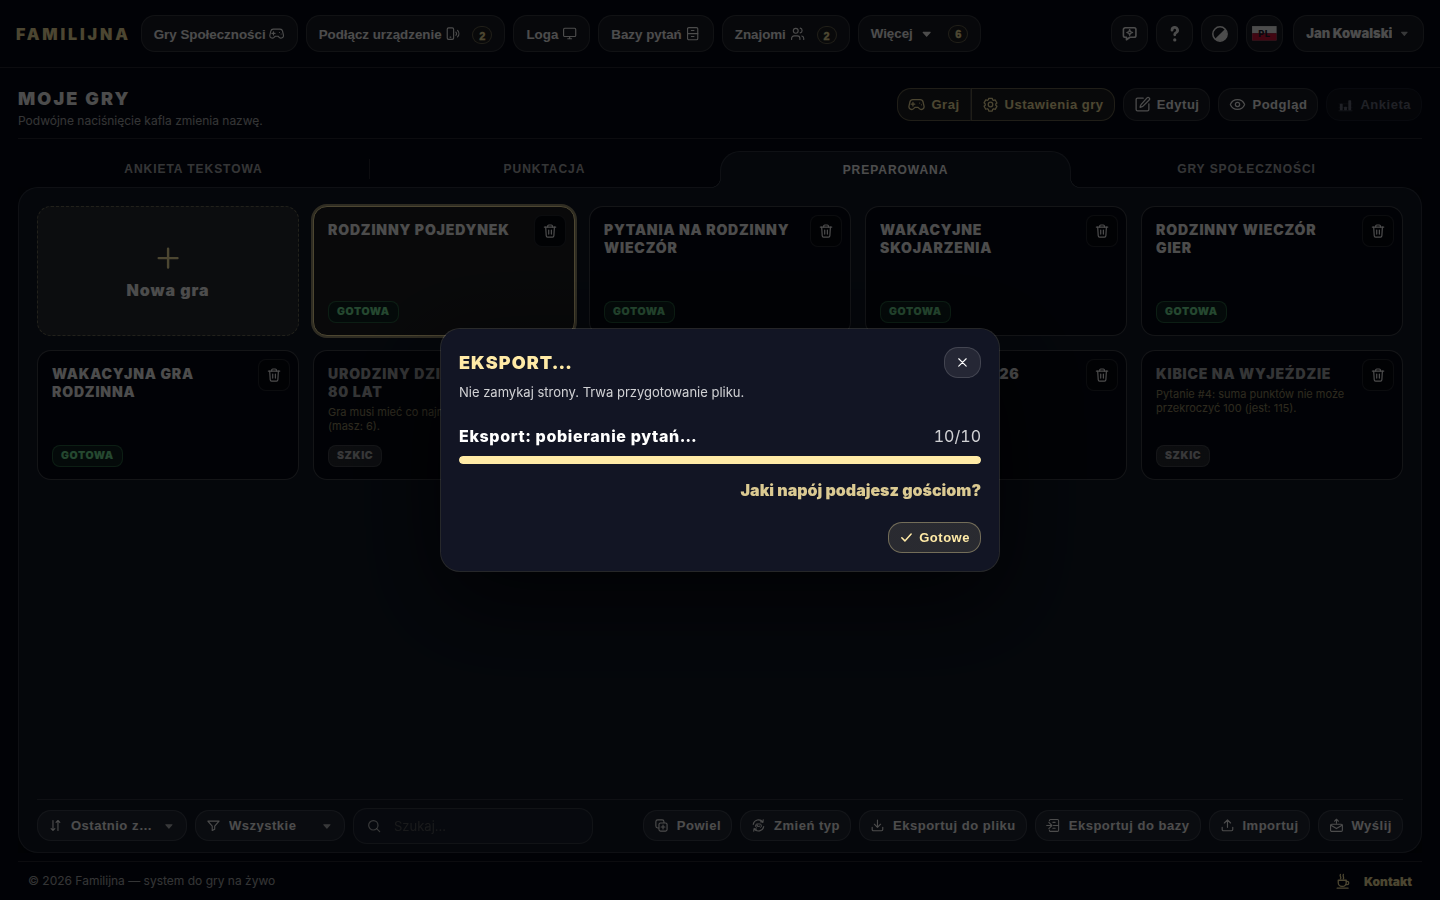 FAMILIJNA
Gry Społeczności
Podłącz urządzenie 2
Loga
Bazy pytań
Znajomi 2
Więcej 6
PL
Jan Kowalski
MOJE GRY
Podwójne naciśnięcie kafla zmienia nazwę.
Graj
Ustawienia gry
Edytuj
Podgląd
Ankieta
ANKIETA TEKSTOWA
PUNKTACJA
PREPAROWANA
GRY SPOŁECZNOŚCI
Nowa gra
RODZINNY POJEDYNEK
GOTOWA
PYTANIA NA RODZINNY
WIECZÓR
GOTOWA
WAKACYJNE
SKOJARZENIA
GOTOWA
RODZINNY WIECZÓR
GIER
GOTOWA
WAKACYJNA GRA
RODZINNA
GOTOWA
URODZINY
80 LAT
Gra musi mieć co
(masz: 6).
SZKIC
26
KIBICE NA WYJEŹDZIE
Pytanie #4: suma punktów nie może
przekroczyć 100 (jest: 115).
SZKIC
EKSPORT...
Nie zamykaj strony. Trwa przygotowanie pliku.
Eksport: pobieranie pytań... 10/10
Jaki napój podajesz gościom?
Gotowe
Ostatnio z...
Wszystkie
Szukaj...
Powiel
Zmień typ
Eksportuj do pliku
Eksportuj do bazy
Importuj
Wyślij
© 2026 Familijna — system do gry na żywo
Kontakt